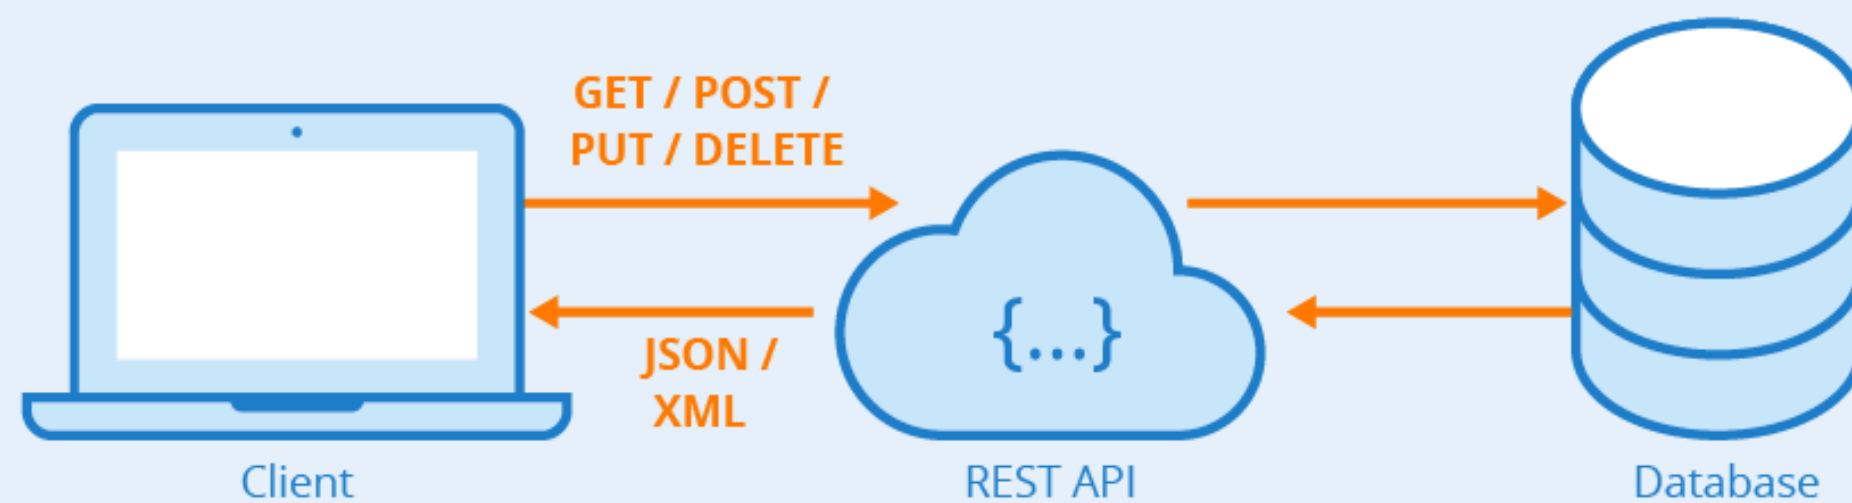 GET / POST /
PUT / DELETE
{...}
JSON /
XML
Client
REST API
Database